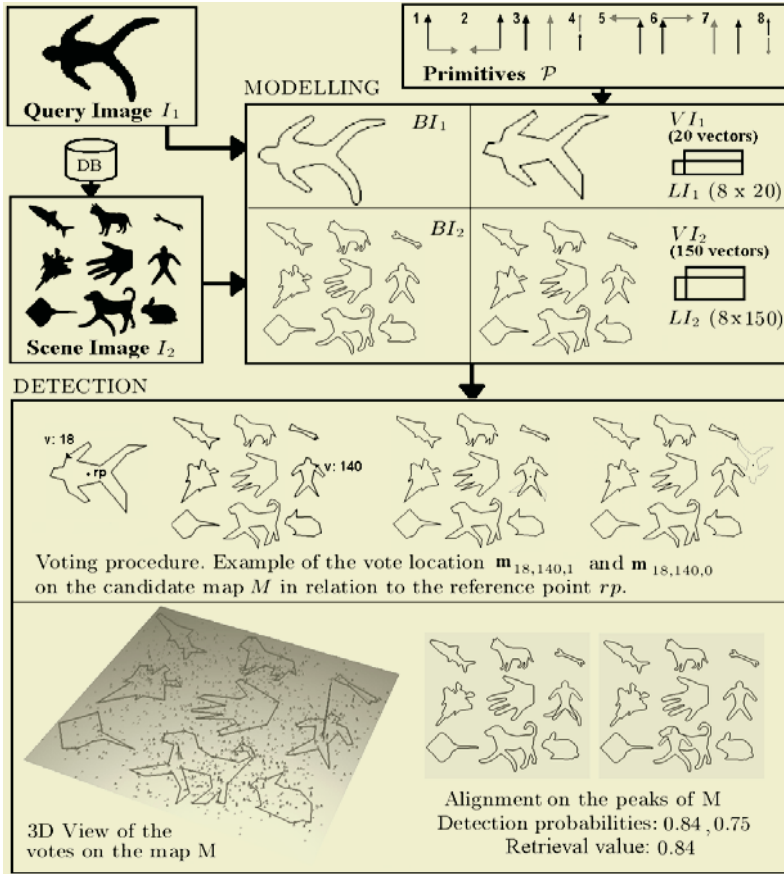 1 2 3 4 5 6 7 8
Primitives P
Query Image I1
MODELLING
DB
BI1
VI1
(20 vectors)
LI1 (8 x 20)
BI2
VI2
(150 vectors)
LI2 (8x150)
Scene Image I2
DETECTION
v: 18
rp
v: 140
Voting procedure. Example of the vote location m18,140,1 and m18,140,0
on the candidate map M in relation to the reference point rp.
3D View of the
votes on the map M
Alignment on the peaks of M
Detection probabilities: 0.84 , 0.75
Retrieval value: 0.84